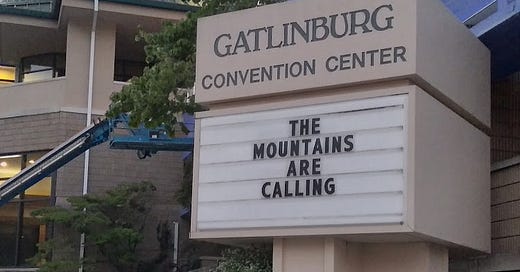 GATLINBURG
CONVENTION CENTER
THE
MOUNTAINS
ARE
CALLING